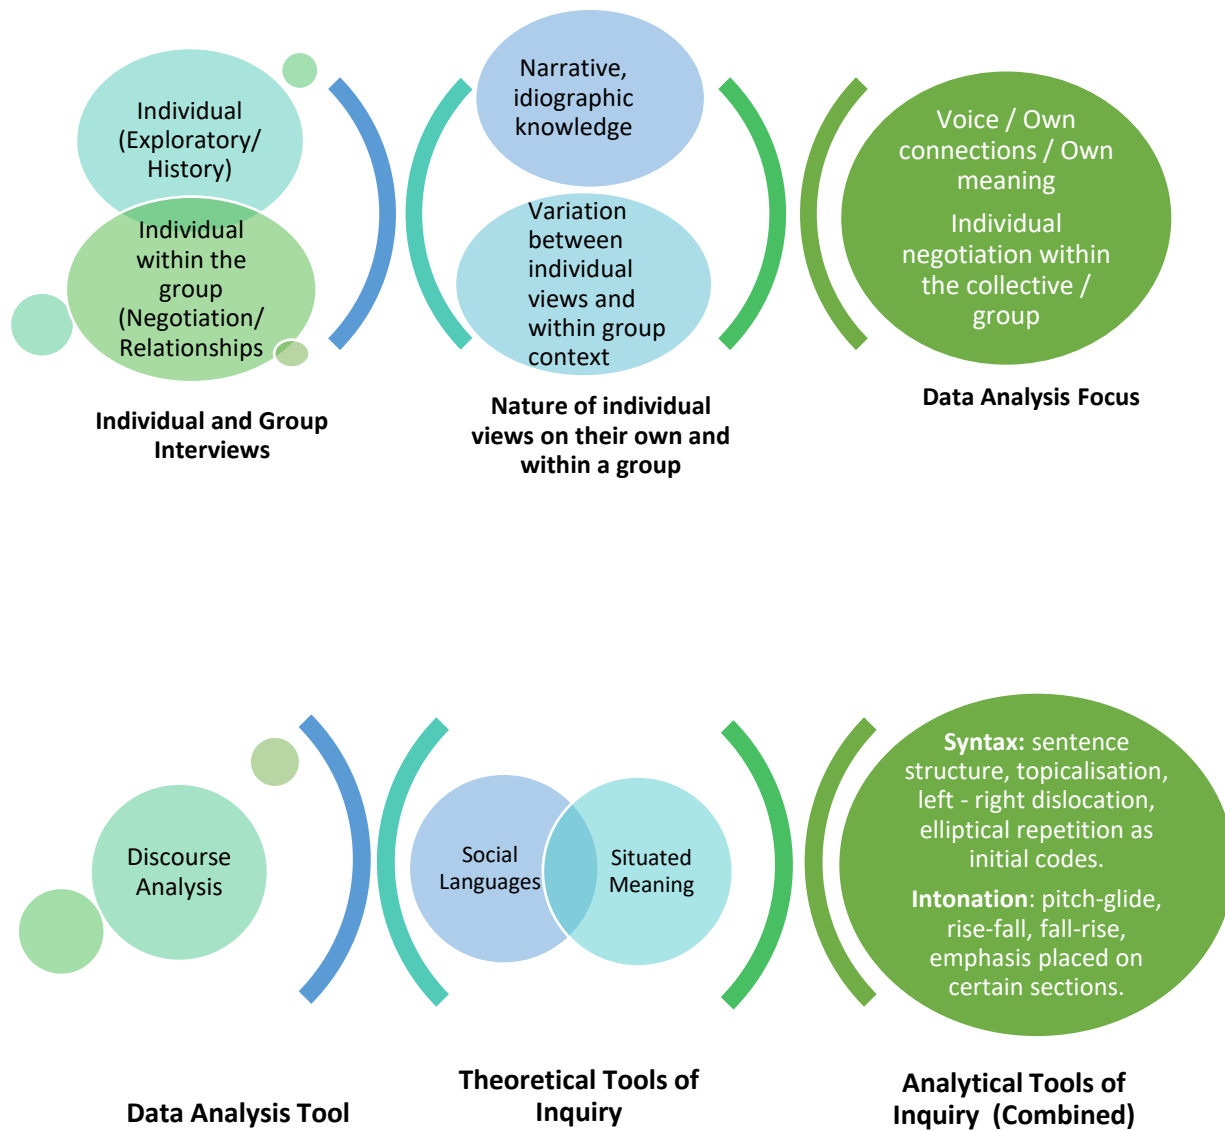 Individual
(Exploratory/
History)
Individual
within the
group
(Negotiation/
Relationships
Individual and Group
Interviews
Narrative,
idiographic
knowledge
Variation
between
individual
views and
within group
context
Nature of individual
views on their own and
within a group
Voice / Own
connections / Own
meaning
Individual
negotiation within
the collective /
group
Data Analysis Focus
Discourse
Analysis
Data Analysis Tool
Social
Languages
Situated
Meaning
Theoretical Tools of
Inquiry
Syntax: sentence
structure, topicalisation,
left - right dislocation,
elliptical repetition as
initial codes.
Intonation: pitch-glide,
rise-fall, fall-rise,
emphasis placed on
certain sections.
Analytical Tools of
Inquiry (Combined)